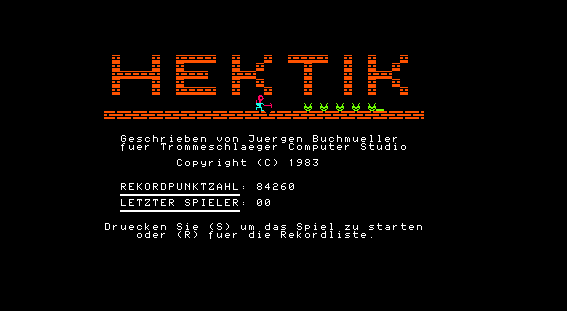 HEKTIK
Geschrieben von Juergen Buchmueller
fuer Trommeschlaeger Computer Studio
Copyright (C) 1983
REKORDPUNKTZAHL: 84260
LETZTER SPIELER: 00
Druecken Sie (S) um das Spiel zu starten
oder (R) fuer die Rekordliste.